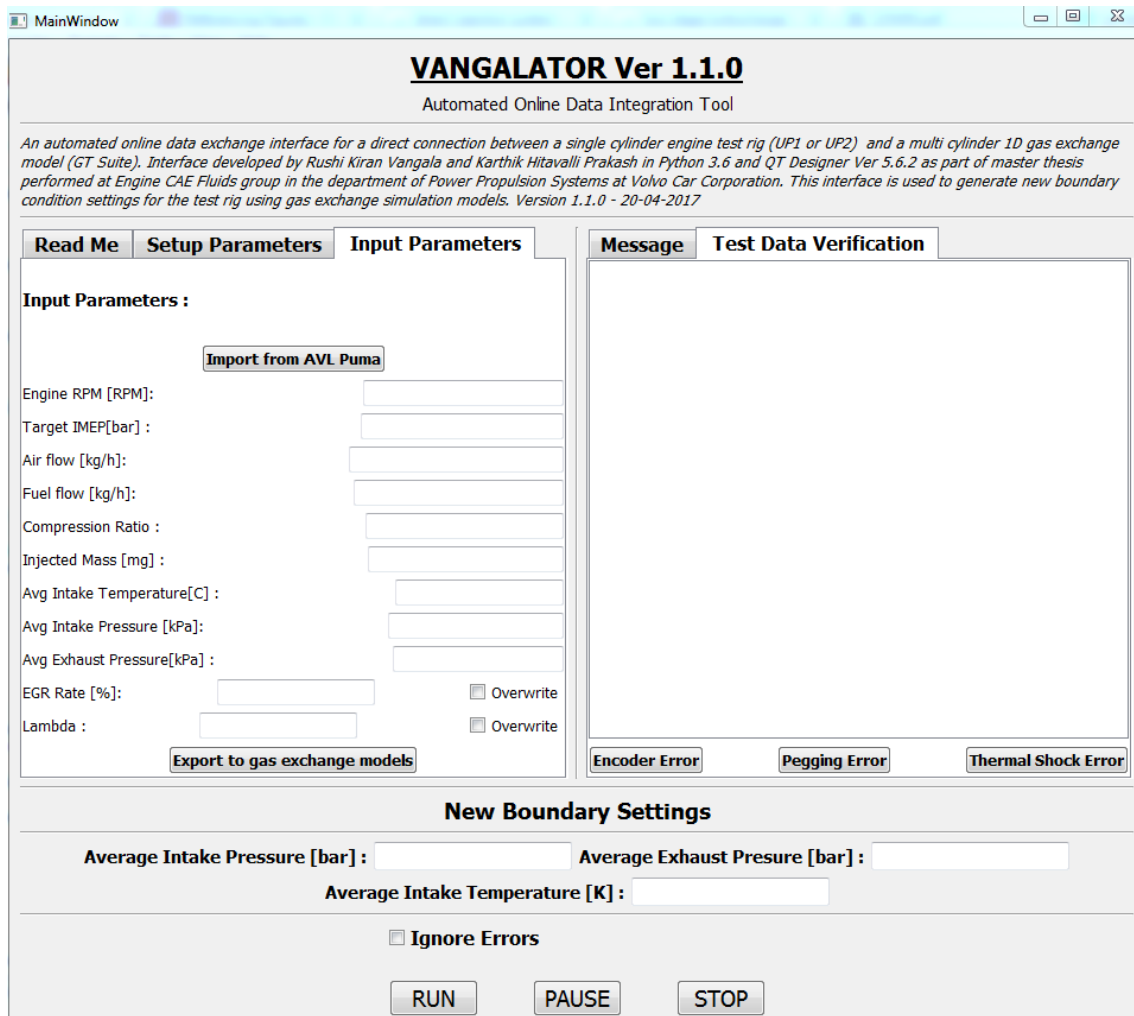 MainWindow
VANGALATOR Ver 1.1.0
Automated Online Data Integration Tool
An automated online data exchange interface for a direct connection between a single cylinder engine test rig (UP1 or UP2) and a multi cylinder 1D gas exchange
model (GT Suite). Interface developed by Rushi Kiran Vangala and Karthik Hitavalli Prakash in Python 3.6 and QT Designer Ver 5.6.2 as part of master thesis
performed at Engine CAE Fluids group in the department of Power Propulsion Systems at Volvo Car Corporation. This interface is used to generate new boundary
condition settings for the test rig using gas exchange simulation models. Version 1.1.0 - 20-04-2017
Read Me Setup Parameters Input Parameters
Input Parameters :
Import from AVL Puma
Engine RPM [RPM]:
Target IMEP[bar] :
Air flow [kg/h]:
Fuel flow [kg/h]:
Compression Ratio :
Injected Mass [mg] :
Avg Intake Temperature[C] :
Avg Intake Pressure [kPa]:
Avg Exhaust Pressure[kPa] :
EGR Rate [%]: Overwrite
Lambda : Overwrite
Export to gas exchange models
Message Test Data Verification
Encoder Error Pegging Error Thermal Shock Error
New Boundary Settings
Average Intake Pressure [bar] : Average Exhaust Presure [bar] :
Average Intake Temperature [K] :
Ignore Errors
RUN PAUSE STOP